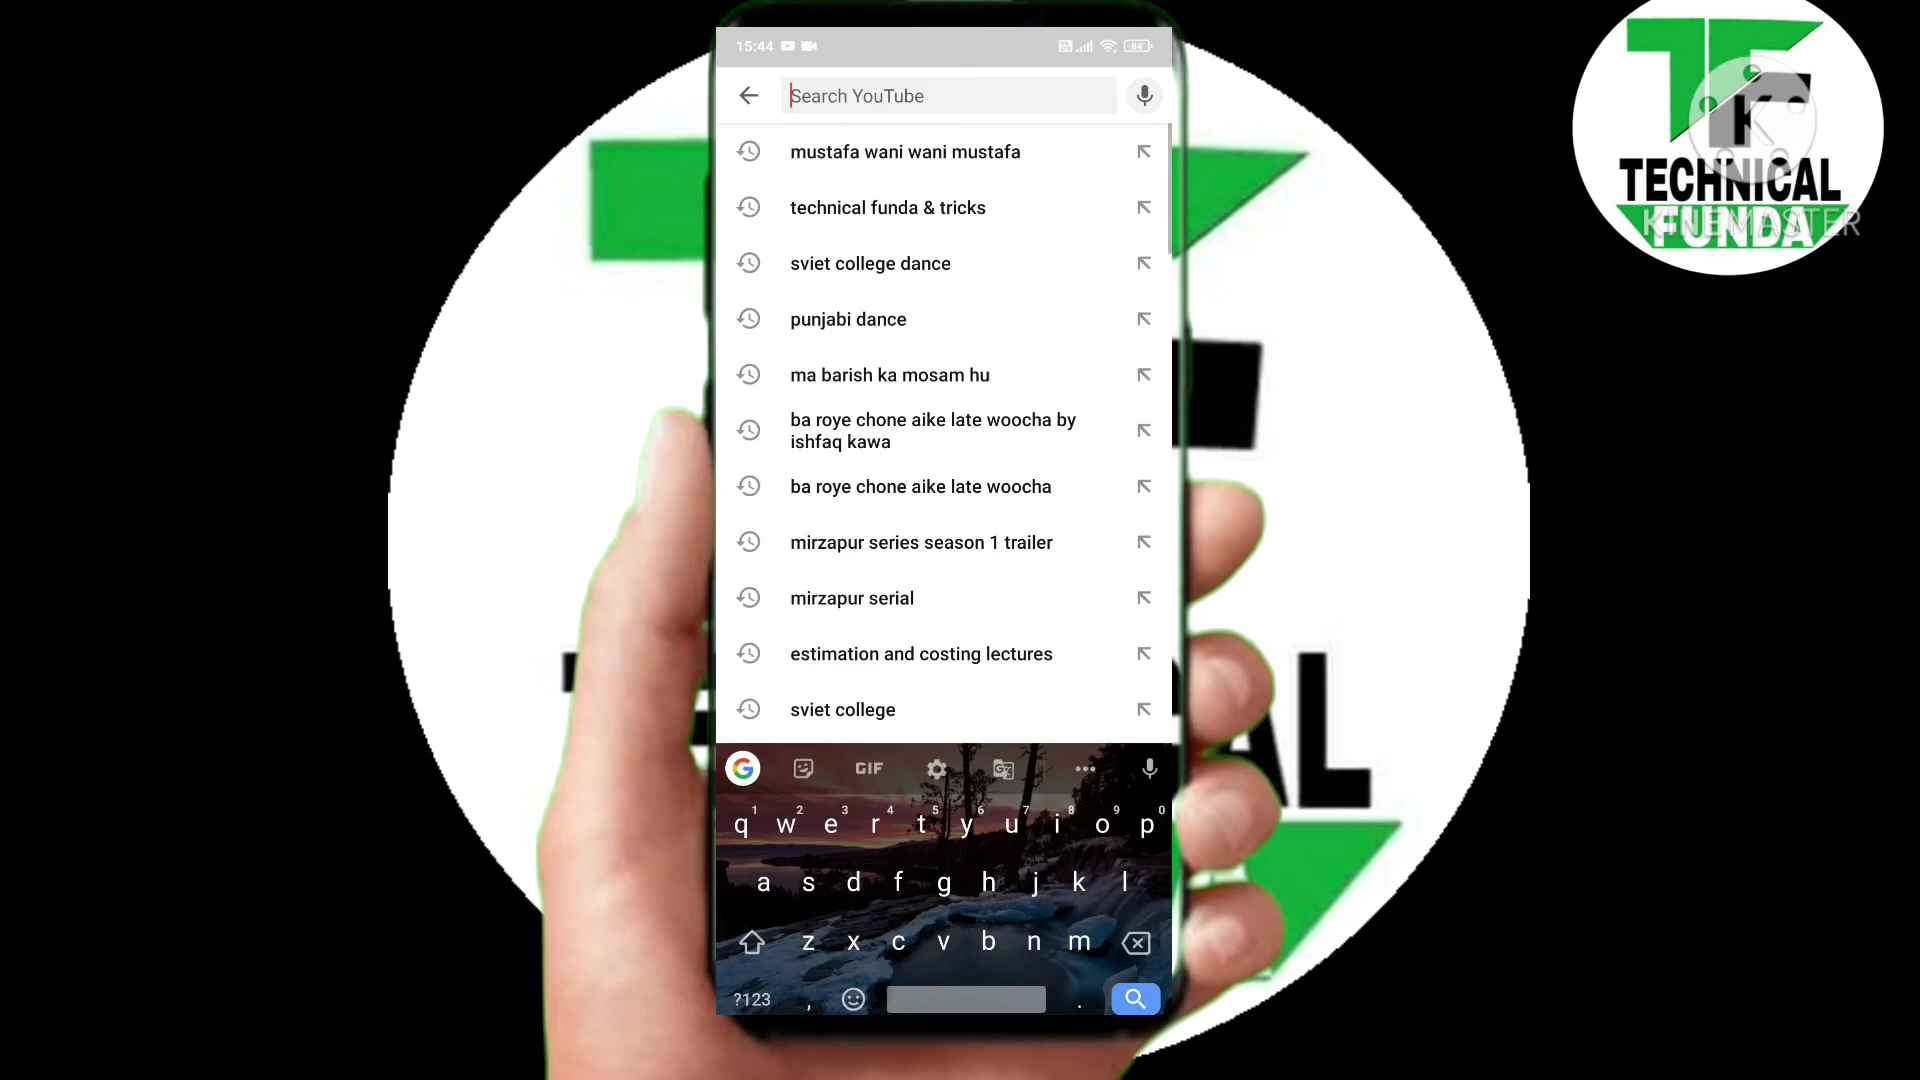 15:44
84
Search YouTube
mustafa wani wani mustafa
technical funda & tricks
sviet college dance
punjabi dance
ma barish ka mosam hu
ba roye chone aike late woocha by
ishfaq kawa
ba roye chone aike late woocha
mirzapur series season 1 trailer
mirzapur serial
estimation and costing lectures
sviet college
G GIF
1 2 3 4 5 6 7 8 9 0
q w e r t y u i o p
a s d f g h j k l
z x c v b n m
?123 , .
TF
K
TECHNICAL
FUNDA
KINEMASTER
AL